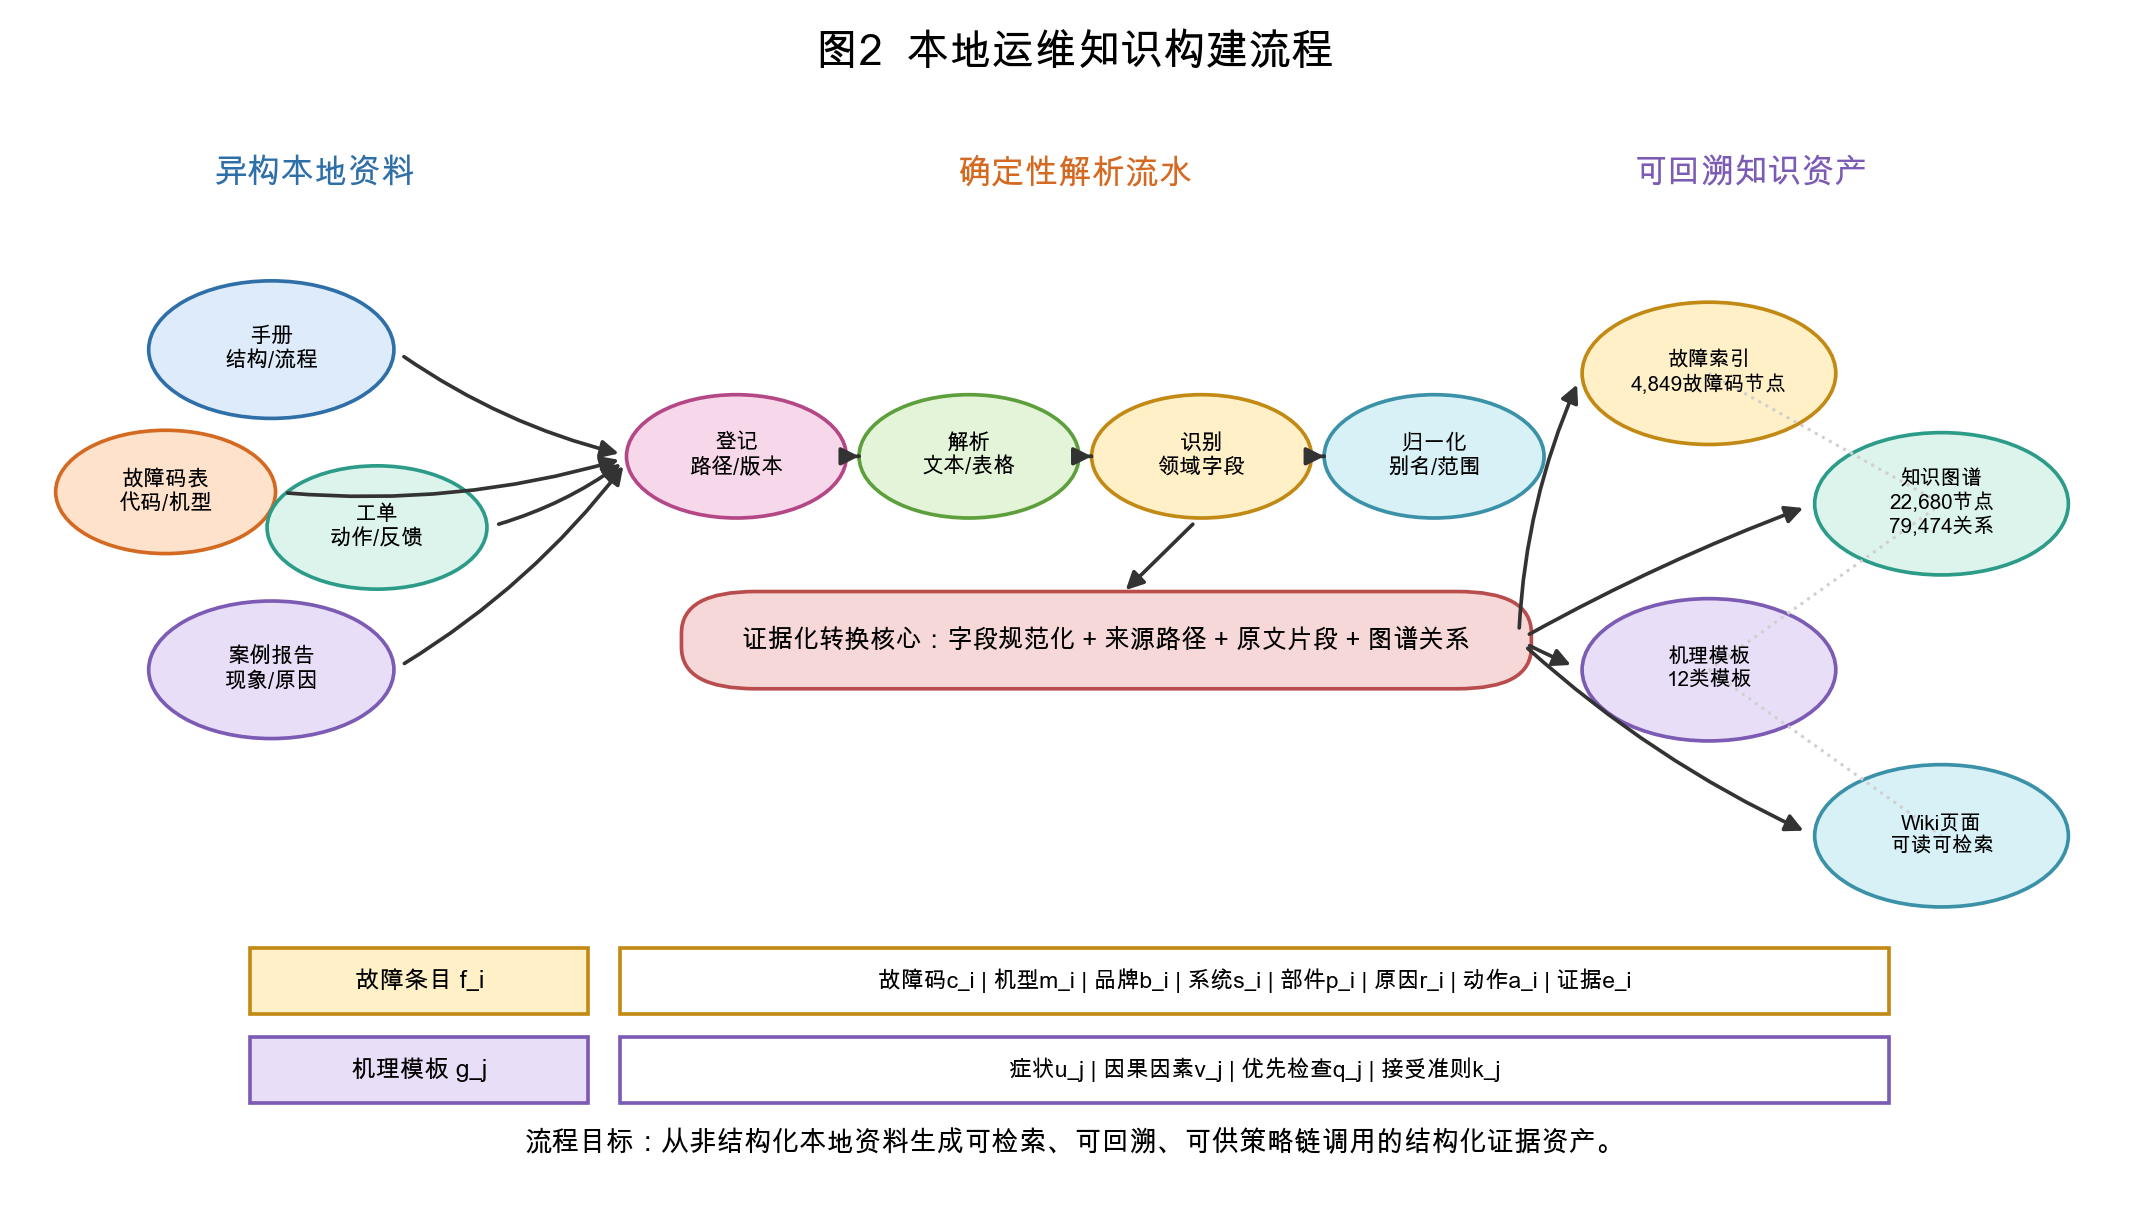 图2 本地运维知识构建流程
异构本地资料
确定性解析流水
可回溯知识资产
手册
结构/流程
故障码表
代码/机型
工单
动作/反馈
案例报告
现象/原因
登记
路径/版本
解析
文本/表格
识别
领域字段
归一化
别名/范围
证据化转换核心：字段规范化 + 来源路径 + 原文片段 + 图谱关系
故障索引
4,849故障码节点
知识图谱
22,680节点
79,474关系
机理模板
12类模板
Wiki页面
可读可检索
故障条目 f_i
故障码c_i | 机型m_i | 品牌b_i | 系统s_i | 部件p_i | 原因r_i | 动作a_i | 证据e_i
机理模板 g_j
症状u_j | 因果因素v_j | 优先检查q_j | 接受准则k_j
流程目标：从非结构化本地资料生成可检索、可回溯、可供策略链调用的结构化证据资产。